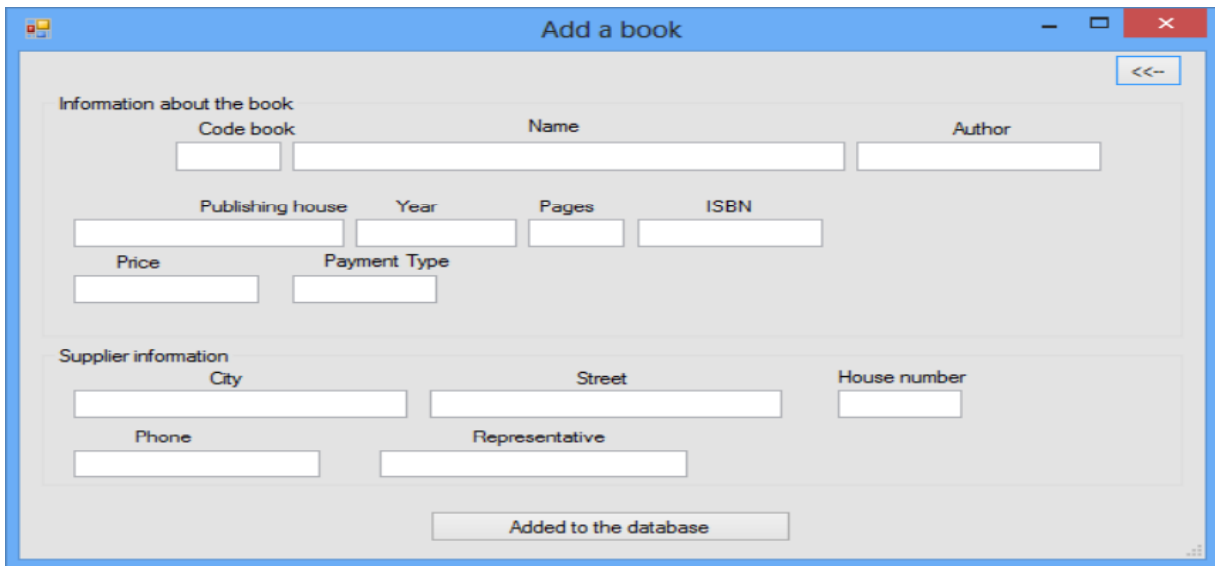 Add a book
<<--
Information about the book
Code book Name Author
Publishing house Year Pages ISBN
Price Payment Type
Supplier information
City Street House number
Phone Representative
Added to the database